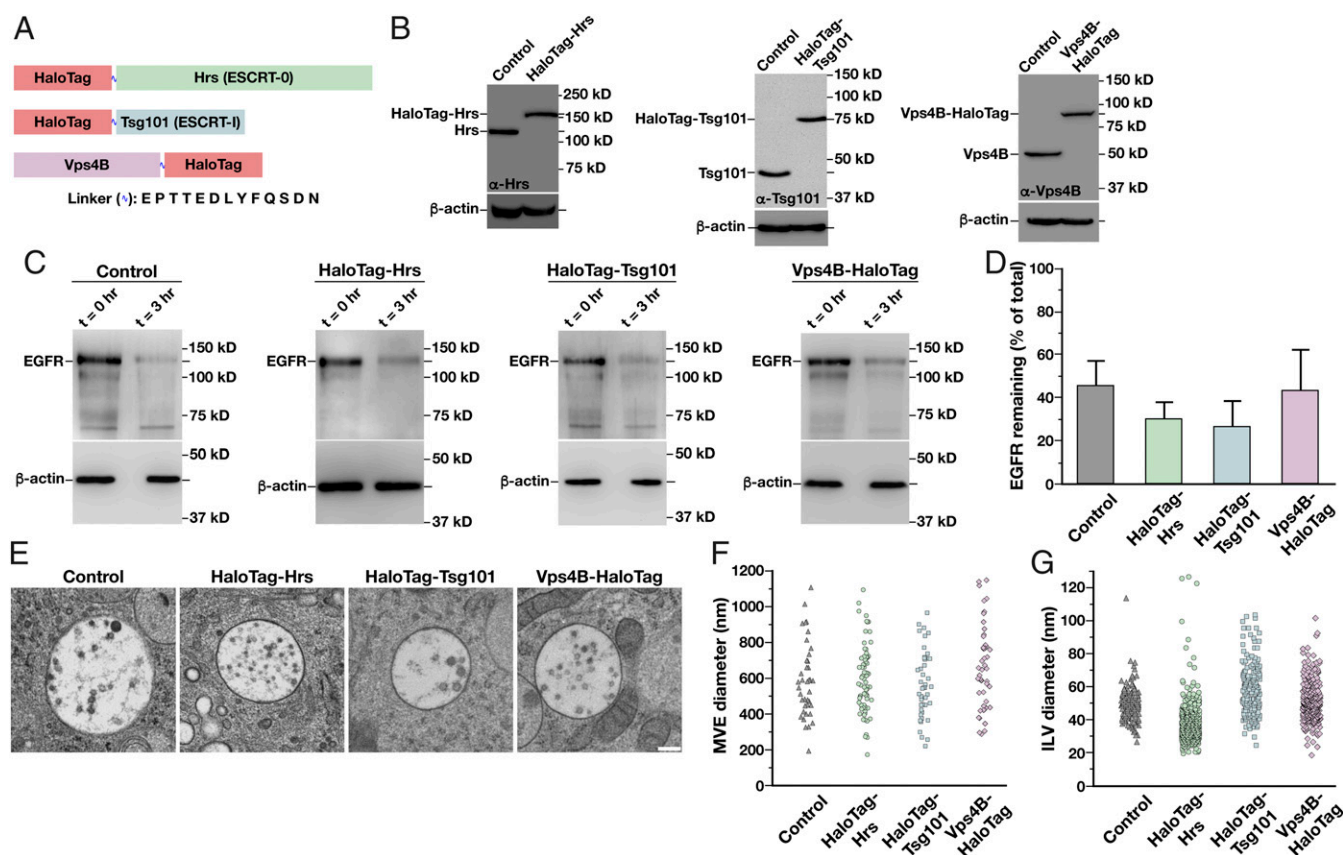 A
HaloTag Hrs (ESCRT-0)
HaloTag Tsg101 (ESCRT-I)
Vps4B HaloTag
Linker (∿): E P T T E D L Y F Q S D N
B
Control
HaloTag-Hrs
250 kD
HaloTag-Hrs
150 kD
Hrs
100 kD
75 kD
α-Hrs
β-actin
Control
HaloTag-
Tsg101
150 kD
100 kD
HaloTag-Tsg101
75 kD
50 kD
Tsg101
α-Tsg101
37 kD
β-actin
Control
Vps4B-
HaloTag
150 kD
Vps4B-HaloTag
100 kD
75 kD
Vps4B
50 kD
α-Vps4B
37 kD
β-actin
C
Control
t = 0 hr
t = 3 hr
EGFR
150 kD
100 kD
75 kD
50 kD
β-actin
37 kD
HaloTag-Hrs
t = 0 hr
t = 3 hr
EGFR
150 kD
100 kD
75 kD
50 kD
β-actin
37 kD
HaloTag-Tsg101
t = 0 hr
t = 3 hr
EGFR
150 kD
100 kD
75 kD
50 kD
β-actin
37 kD
Vps4B-HaloTag
t = 0 hr
t = 3 hr
EGFR
150 kD
100 kD
75 kD
50 kD
β-actin
37 kD
D
EGFR remaining (% of total)
100
80
60
40
20
0
Control
HaloTag-
Hrs
HaloTag-
Tsg101
Vps4B-
HaloTag
E
Control
HaloTag-Hrs
HaloTag-Tsg101
Vps4B-HaloTag
F
MVE diameter (nm)
1200
1000
800
600
400
200
0
Control
HaloTag-
Hrs
HaloTag-
Tsg101
Vps4B-
HaloTag
G
ILV diameter (nm)
120
100
80
60
40
20
0
Control
HaloTag-
Hrs
HaloTag-
Tsg101
Vps4B-
HaloTag